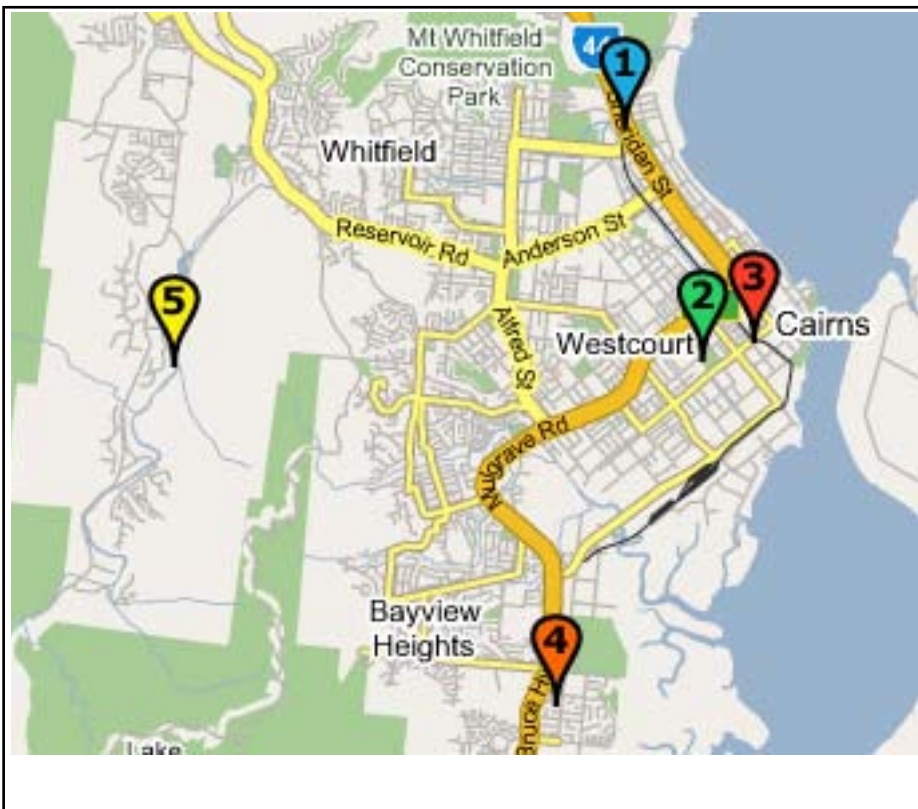 Mt Whitfield
Conservation
Park
44
1
Whitfield
Sheridan St
Reservoir Rd
Anderson St
5
2
3
Alfred St
Westcourt
Cairns
Mulgrave Rd
Bayview
Heights
4
Bruce H
Lake